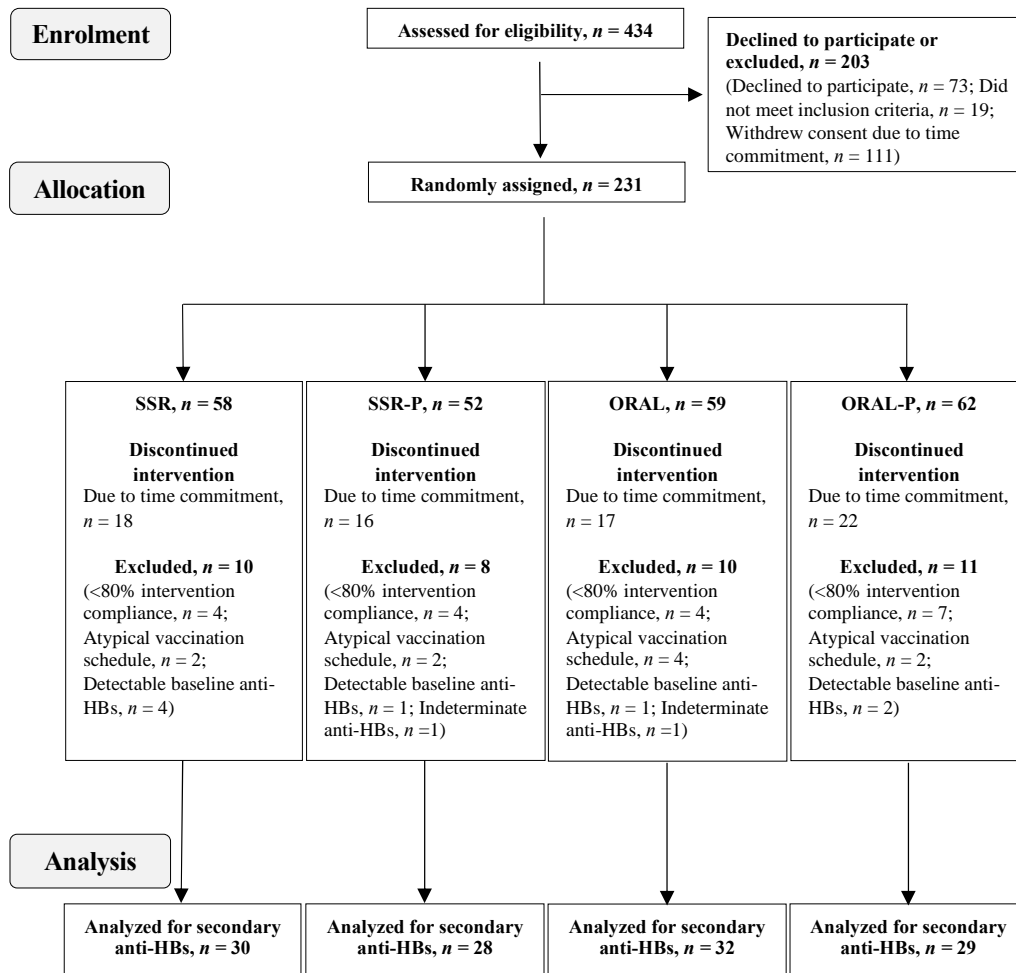 Enrolment
Assessed for eligibility, n = 434
Declined to participate or
excluded, n = 203
(Declined to participate, n = 73; Did
not meet inclusion criteria, n = 19;
Withdrew consent due to time
commitment, n = 111)
Allocation
Randomly assigned, n = 231
SSR, n = 58
Discontinued
intervention
Due to time commitment,
n = 18
Excluded, n = 10
(<80% intervention
compliance, n = 4;
Atypical vaccination
schedule, n = 2;
Detectable baseline anti-
HBs, n = 4)
SSR-P, n = 52
Discontinued
intervention
Due to time commitment,
n = 16
Excluded, n = 8
(<80% intervention
compliance, n = 4;
Atypical vaccination
schedule, n = 2;
Detectable baseline anti-
HBs, n = 1; Indeterminate
anti-HBs, n =1)
ORAL, n = 59
Discontinued
intervention
Due to time commitment,
n = 17
Excluded, n = 10
(<80% intervention
compliance, n = 4;
Atypical vaccination
schedule, n = 4;
Detectable baseline anti-
HBs, n = 1; Indeterminate
anti-HBs, n =1)
ORAL-P, n = 62
Discontinued
intervention
Due to time commitment,
n = 22
Excluded, n = 11
(<80% intervention
compliance, n = 7;
Atypical vaccination
schedule, n = 2;
Detectable baseline anti-
HBs, n = 2)
Analysis
Analyzed for secondary
anti-HBs, n = 30
Analyzed for secondary
anti-HBs, n = 28
Analyzed for secondary
anti-HBs, n = 32
Analyzed for secondary
anti-HBs, n = 29